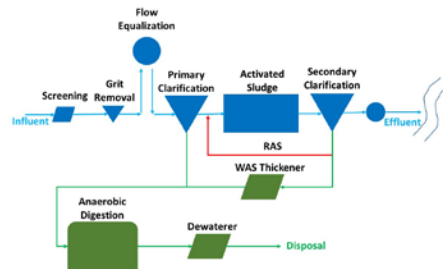 Flow
Equalization
Grit
Removal
Screening
Primary
Clarification
Activated
Sludge
Secondary
Clarification
Influent
Effluent
RAS
WAS Thickener
Anaerobic
Digestion
Dewaterer
Disposal